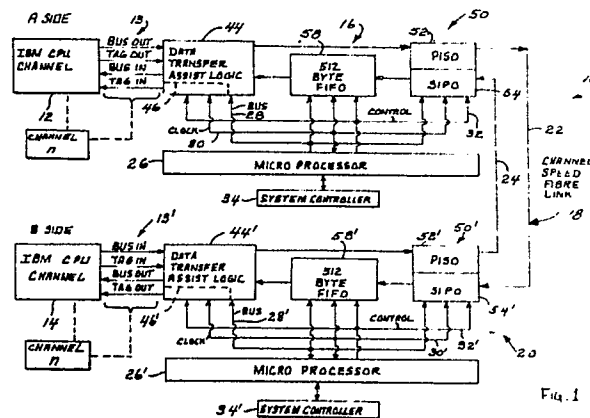 A SIDE
13
44
58
16
52
50
IBM CPU CHANNEL
BUS OUT
TAG OUT
BUS IN
TAG IN
DATA TRANSFER ASSIST LOGIC
512 BYTE FIFO
PISO
SIPO
54
12
46
BUS
28
CONTROL
32
22
24
CHANNEL n
CLOCK
30
26
MICRO PROCESSOR
CHANNEL SPEED FIBRE LINK
18
34
SYSTEM CONTROLLER
B SIDE
13'
44'
58'
52'
50'
IBM CPU CHANNEL
BUS IN
TAG IN
BUS OUT
TAG OUT
DATA TRANSFER ASSIST LOGIC
512 BYTE FIFO
PISO
SIPO
54'
14
46'
BUS
28'
CONTROL
CHANNEL n
CLOCK
30'
32'
20
26'
MICRO PROCESSOR
34'
SYSTEM CONTROLLER
FIG. 1